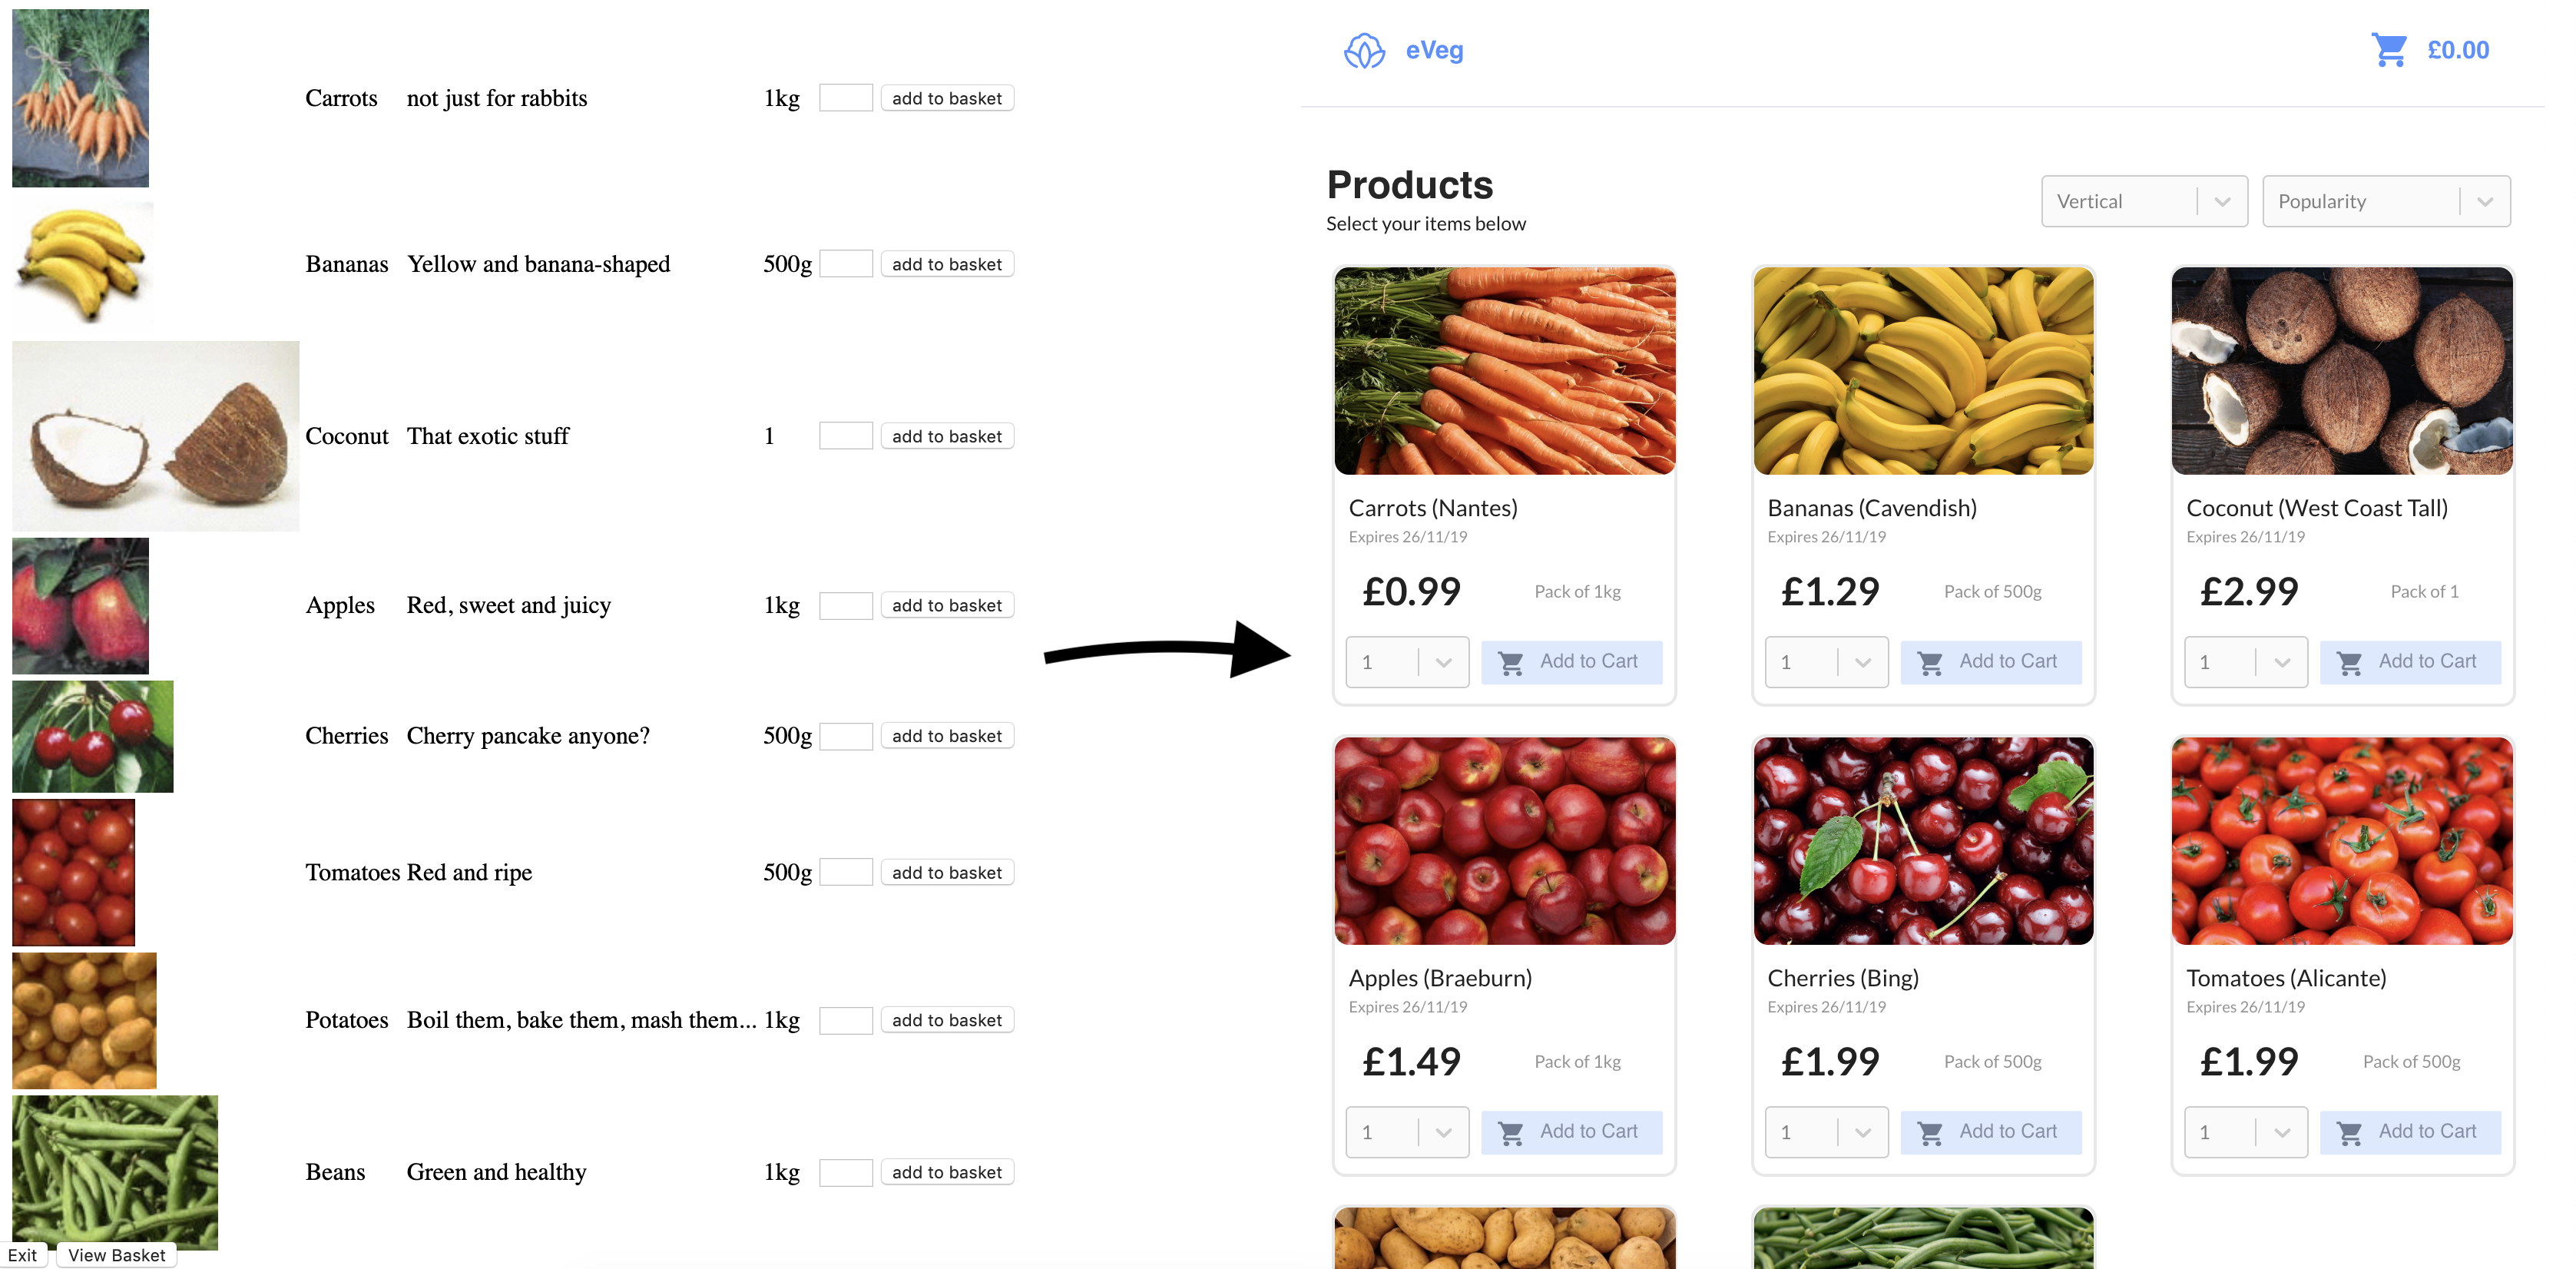 Carrots not just for rabbits 1kg add to basket
Bananas Yellow and banana-shaped 500g add to basket
Coconut That exotic stuff 1 add to basket
Apples Red, sweet and juicy 1kg add to basket
Cherries Cherry pancake anyone? 500g add to basket
Tomatoes Red and ripe 500g add to basket
Potatoes Boil them, bake them, mash them... 1kg add to basket
Beans Green and healthy 1kg add to basket
Exit View Basket
eVeg £0.00
Products
Select your items below
Vertical Popularity
Carrots (Nantes)
Expires 26/11/19
£0.99 Pack of 1kg
1 Add to Cart
Bananas (Cavendish)
Expires 26/11/19
£1.29 Pack of 500g
1 Add to Cart
Coconut (West Coast Tall)
Expires 26/11/19
£2.99 Pack of 1
1 Add to Cart
Apples (Braeburn)
Expires 26/11/19
£1.49 Pack of 1kg
1 Add to Cart
Cherries (Bing)
Expires 26/11/19
£1.99 Pack of 500g
1 Add to Cart
Tomatoes (Alicante)
Expires 26/11/19
£1.99 Pack of 500g
1 Add to Cart